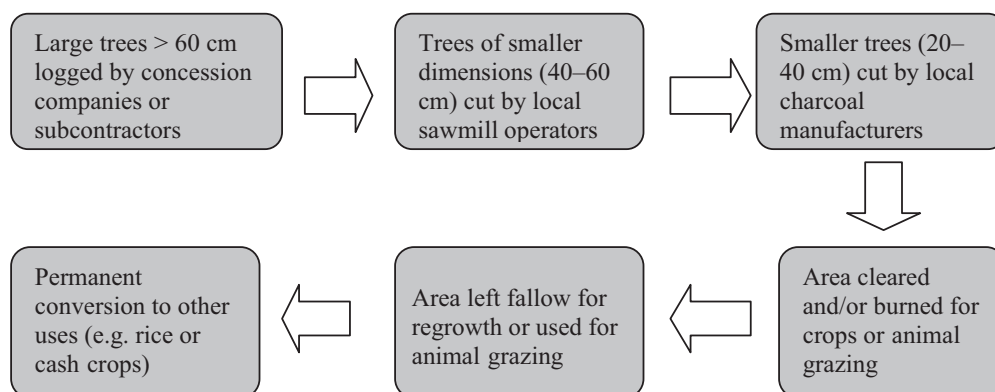 Large trees > 60 cm
logged by concession
companies or
subcontractors
Trees of smaller
dimensions (40–60
cm) cut by local
sawmill operators
Smaller trees (20–
40 cm) cut by local
charcoal
manufacturers
Area cleared
and/or burned for
crops or animal
grazing
Area left fallow for
regrowth or used for
animal grazing
Permanent
conversion to other
uses (e.g. rice or
cash crops)